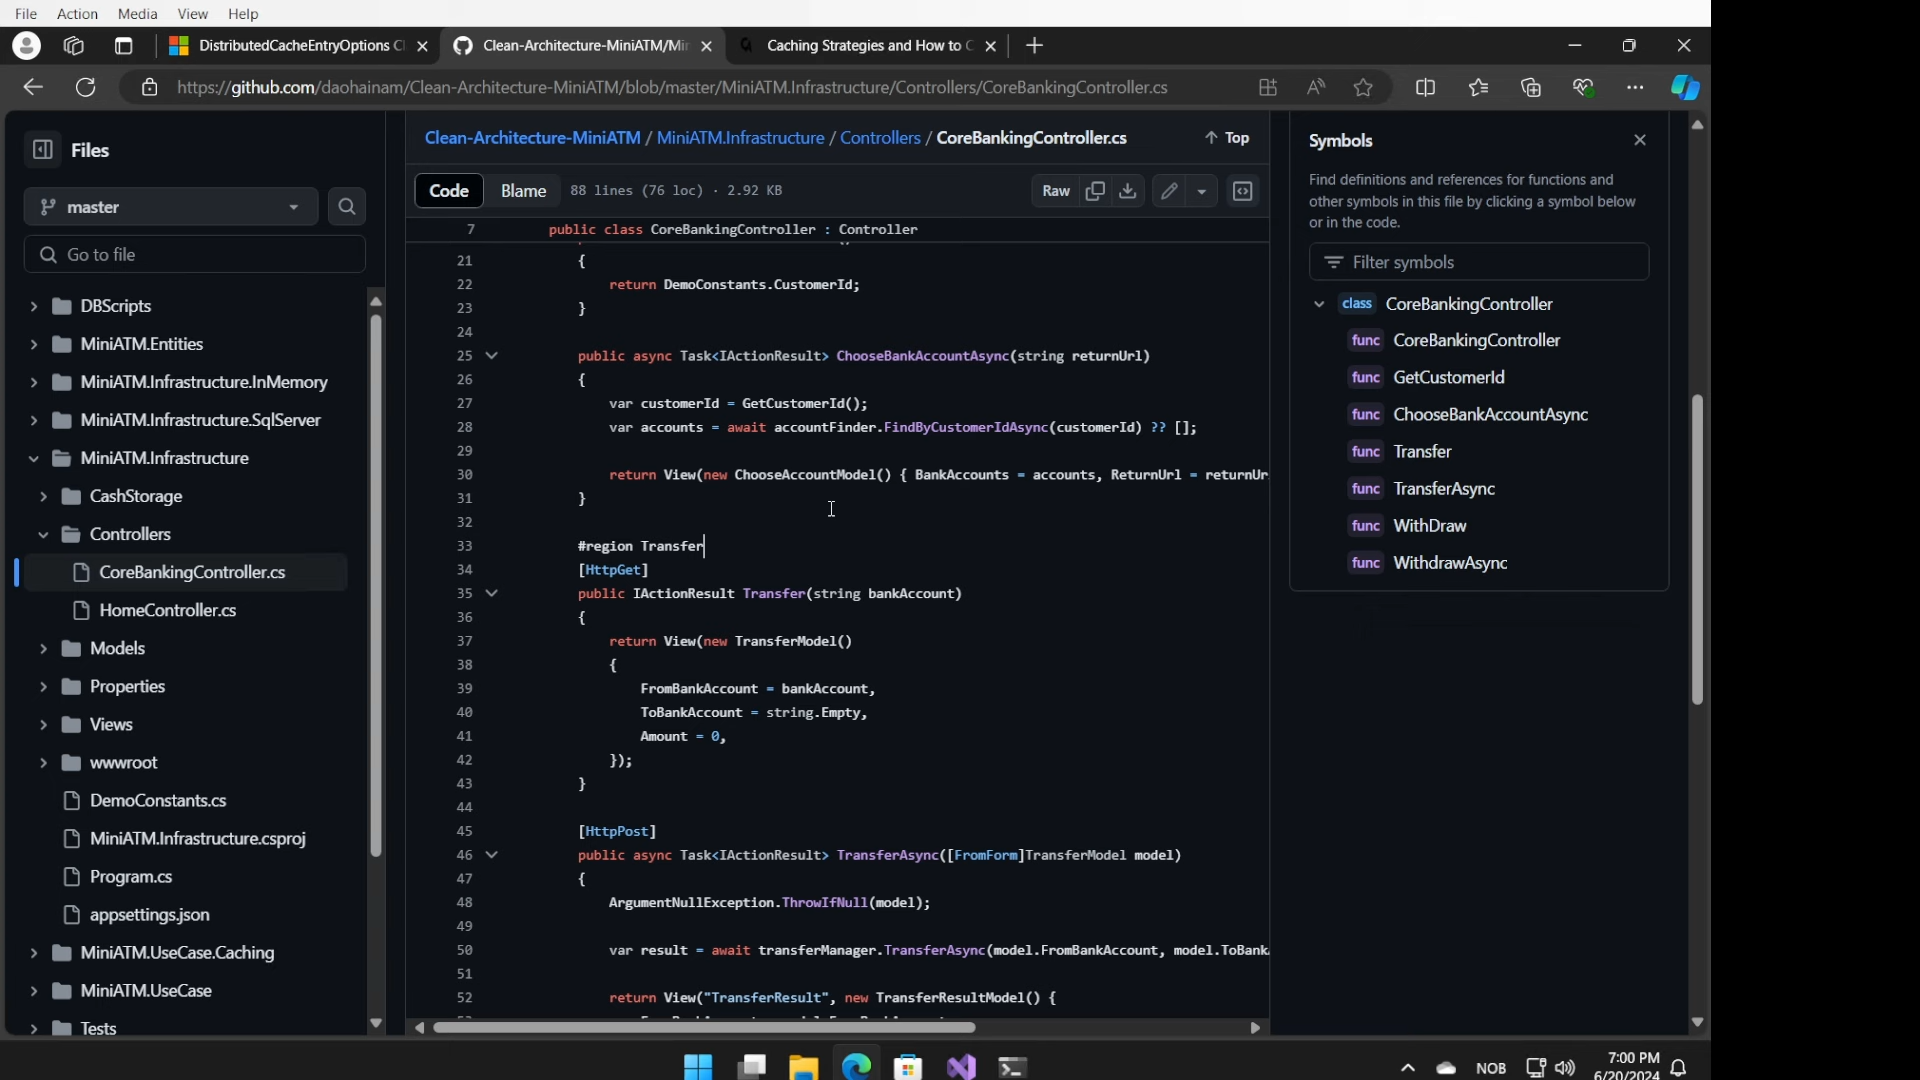 File Action Media View Help
DistributedCacheEntryOptions C
Clean-Architecture-MiniATM/Mi
Caching Strategies and How to C
https://github.com/daohainam/Clean-Architecture-MiniATM/blob/master/MiniATM.Infrastructure/Controllers/CoreBankingController.cs
Files
master
Go to file
DBScripts
MiniATM.Entities
MiniATM.Infrastructure.InMemory
MiniATM.Infrastructure.SqlServer
MiniATM.Infrastructure
CashStorage
Controllers
CoreBankingController.cs
HomeController.cs
Models
Properties
Views
wwwroot
DemoConstants.cs
MiniATM.Infrastructure.csproj
Program.cs
appsettings.json
MiniATM.UseCase.Caching
MiniATM.UseCase
Tests
Clean-Architecture-MiniATM / MiniATM.Infrastructure / Controllers / CoreBankingController.cs
Top
Code Blame 88 lines (76 loc) · 2.92 KB
Raw
7 public class CoreBankingController : Controller
21 {
22 return DemoConstants.CustomerId;
23 }
24
25 public async Task<IActionResult> ChooseBankAccountAsync(string returnUrl)
26 {
27 var customerId = GetCustomerId();
28 var accounts = await accountFinder.FindByCustomerIdAsync(customerId) ?? [];
29
30 return View(new ChooseAccountModel() { BankAccounts = accounts, ReturnUrl = returnUr
31 }
32
33 #region Transfer
34 [HttpGet]
35 public IActionResult Transfer(string bankAccount)
36 {
37 return View(new TransferModel()
38 {
39 FromBankAccount = bankAccount,
40 ToBankAccount = string.Empty,
41 Amount = 0,
42 });
43 }
44
45 [HttpPost]
46 public async Task<IActionResult> TransferAsync([FromForm]TransferModel model)
47 {
48 ArgumentNullException.ThrowIfNull(model);
49
50 var result = await transferManager.TransferAsync(model.FromBankAccount, model.ToBank
51
52 return View("TransferResult", new TransferResultModel() {
Symbols
Find definitions and references for functions and
other symbols in this file by clicking a symbol below
or in the code.
Filter symbols
class CoreBankingController
func CoreBankingController
func GetCustomerId
func ChooseBankAccountAsync
func Transfer
func TransferAsync
func WithDraw
func WithdrawAsync
NOB
7:00 PM
6/20/2024